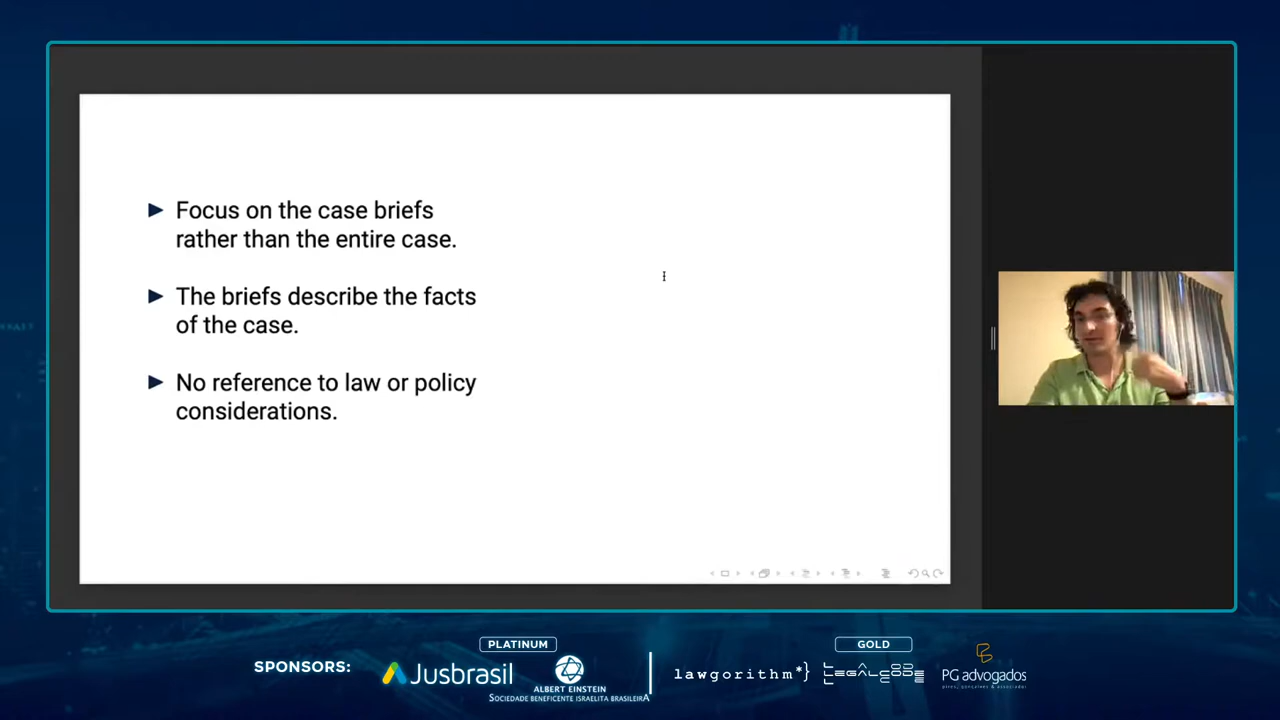 Focus on the case briefs
rather than the entire case.
The briefs describe the facts
of the case.
No reference to law or policy
considerations.
SPONSORS:
PLATINUM
Jusbrasil
ALBERT EINSTEIN
SOCIEDADE BENEFICENTE ISRAELITA BRASILEIRA
GOLD
lawgorithm*}
LEGALCODE
PG advogados